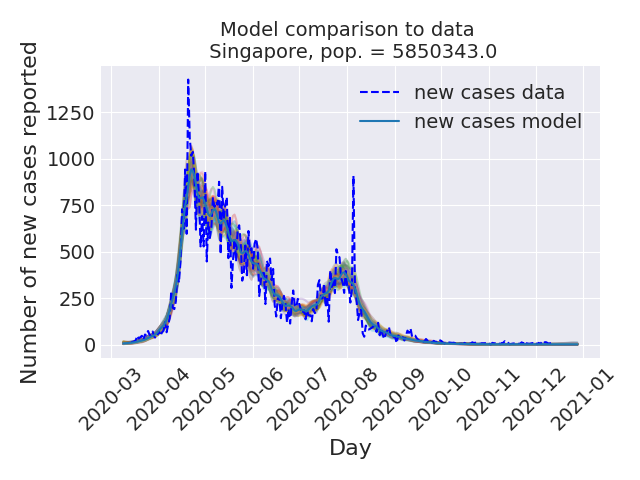 Model comparison to data
Singapore, pop. = 5850343.0
new cases data
new cases model
Number of new cases reported
1250
1000
750
500
250
0
2020-03
2020-04
2020-05
2020-06
2020-07
2020-08
2020-09
2020-10
2020-11
2020-12
2021-01
Day